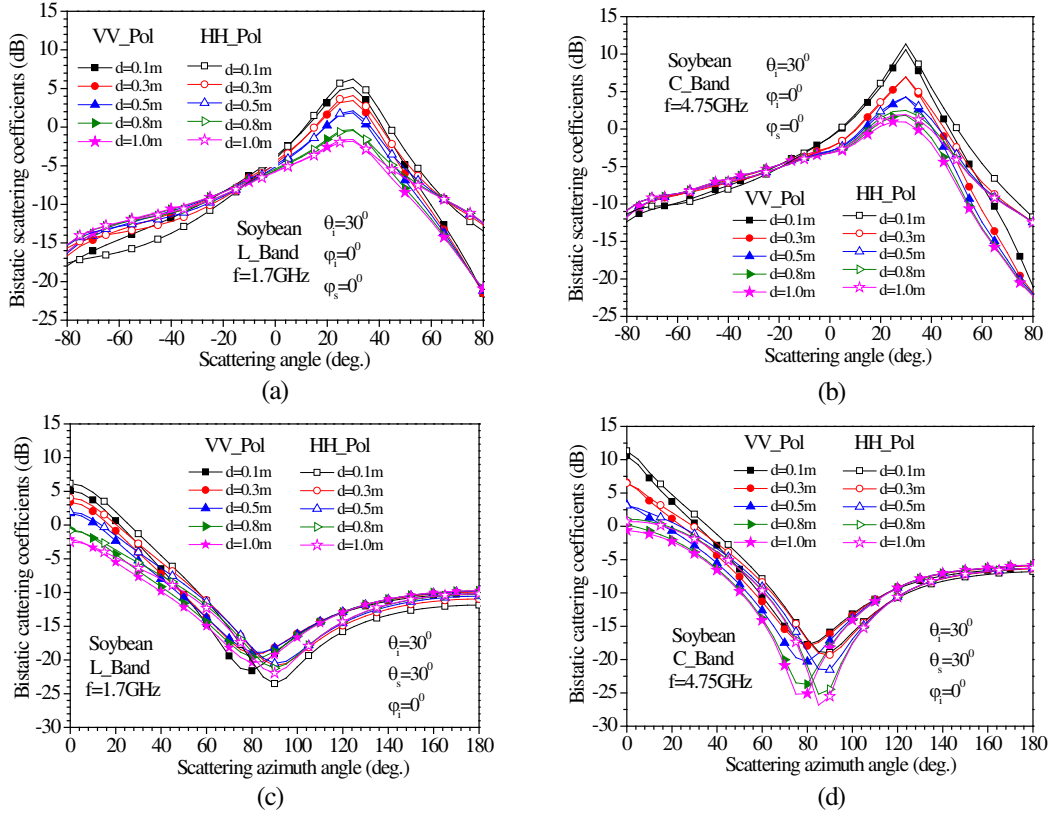 Bistatic scattering coefficients (dB)
15
10
5
0
-5
-10
-15
-20
-25
VV_Pol HH_Pol
d=0.1m d=0.1m
d=0.3m d=0.3m
d=0.5m d=0.5m
d=0.8m d=0.8m
d=1.0m d=1.0m
Soybean
L_Band
f=1.7GHz
θi=30⁰
φi=0⁰
φs=0⁰
-80 -60 -40 -20 0 20 40 60 80
Scattering angle (deg.)
(a)
Bistatic scattering coefficients (dB)
15
10
5
0
-5
-10
-15
-20
-25
Soybean
C_Band
f=4.75GHz
θi=30⁰
φi=0⁰
φs=0⁰
VV_Pol HH_Pol
d=0.1m d=0.1m
d=0.3m d=0.3m
d=0.5m d=0.5m
d=0.8m d=0.8m
d=1.0m d=1.0m
-80 -60 -40 -20 0 20 40 60 80
Scattering angle (deg.)
(b)
Bistatic cattering coefficients (dB)
15
10
5
0
-5
-10
-15
-20
-25
-30
VV_Pol HH_Pol
d=0.1m d=0.1m
d=0.3m d=0.3m
d=0.5m d=0.5m
d=0.8m d=0.8m
d=1.0m d=1.0m
Soybean
L_Band
f=1.7GHz
θi=30⁰
θs=30⁰
φi=0⁰
0 20 40 60 80 100 120 140 160 180
Scattering azimuth angle (deg.)
(c)
Bistatic cattering coefficients (dB)
15
10
5
0
-5
-10
-15
-20
-25
-30
VV_Pol HH_Pol
d=0.1m d=0.1m
d=0.3m d=0.3m
d=0.5m d=0.5m
d=0.8m d=0.8m
d=1.0m d=1.0m
Soybean
C_Band
f=4.75GHz
θi=30⁰
θs=30⁰
φi=0⁰
0 20 40 60 80 100 120 140 160 180
Scattering azimuth angle (deg.)
(d)